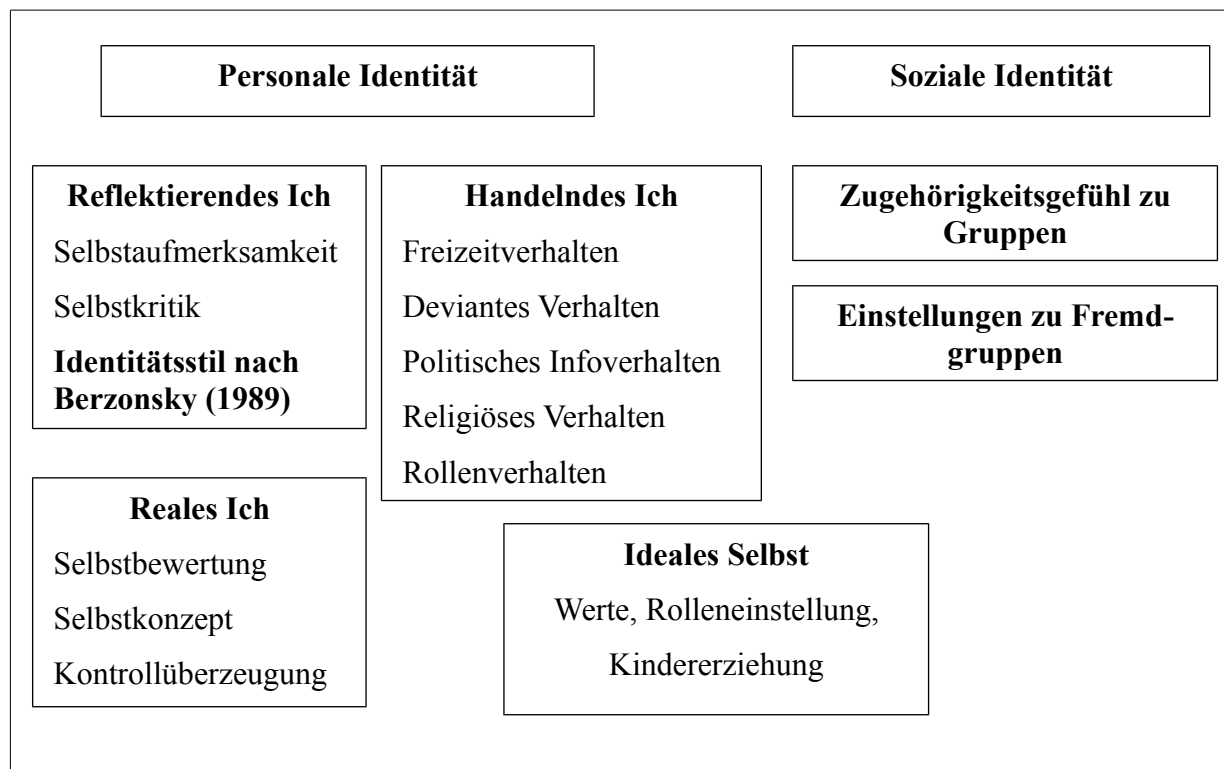 Personale Identität
Soziale Identität
Reflektierendes Ich
Selbstaufmerksamkeit
Selbstkritik
Identitätsstil nach
Berzonsky (1989)
Handelndes Ich
Freizeitverhalten
Deviantes Verhalten
Politisches Infoverhalten
Religiöses Verhalten
Rollenverhalten
Zugehörigkeitsgefühl zu
Gruppen
Einstellungen zu Fremd-
gruppen
Reales Ich
Selbstbewertung
Selbstkonzept
Kontrollüberzeugung
Ideales Selbst
Werte, Rolleneinstellung,
Kindererziehung